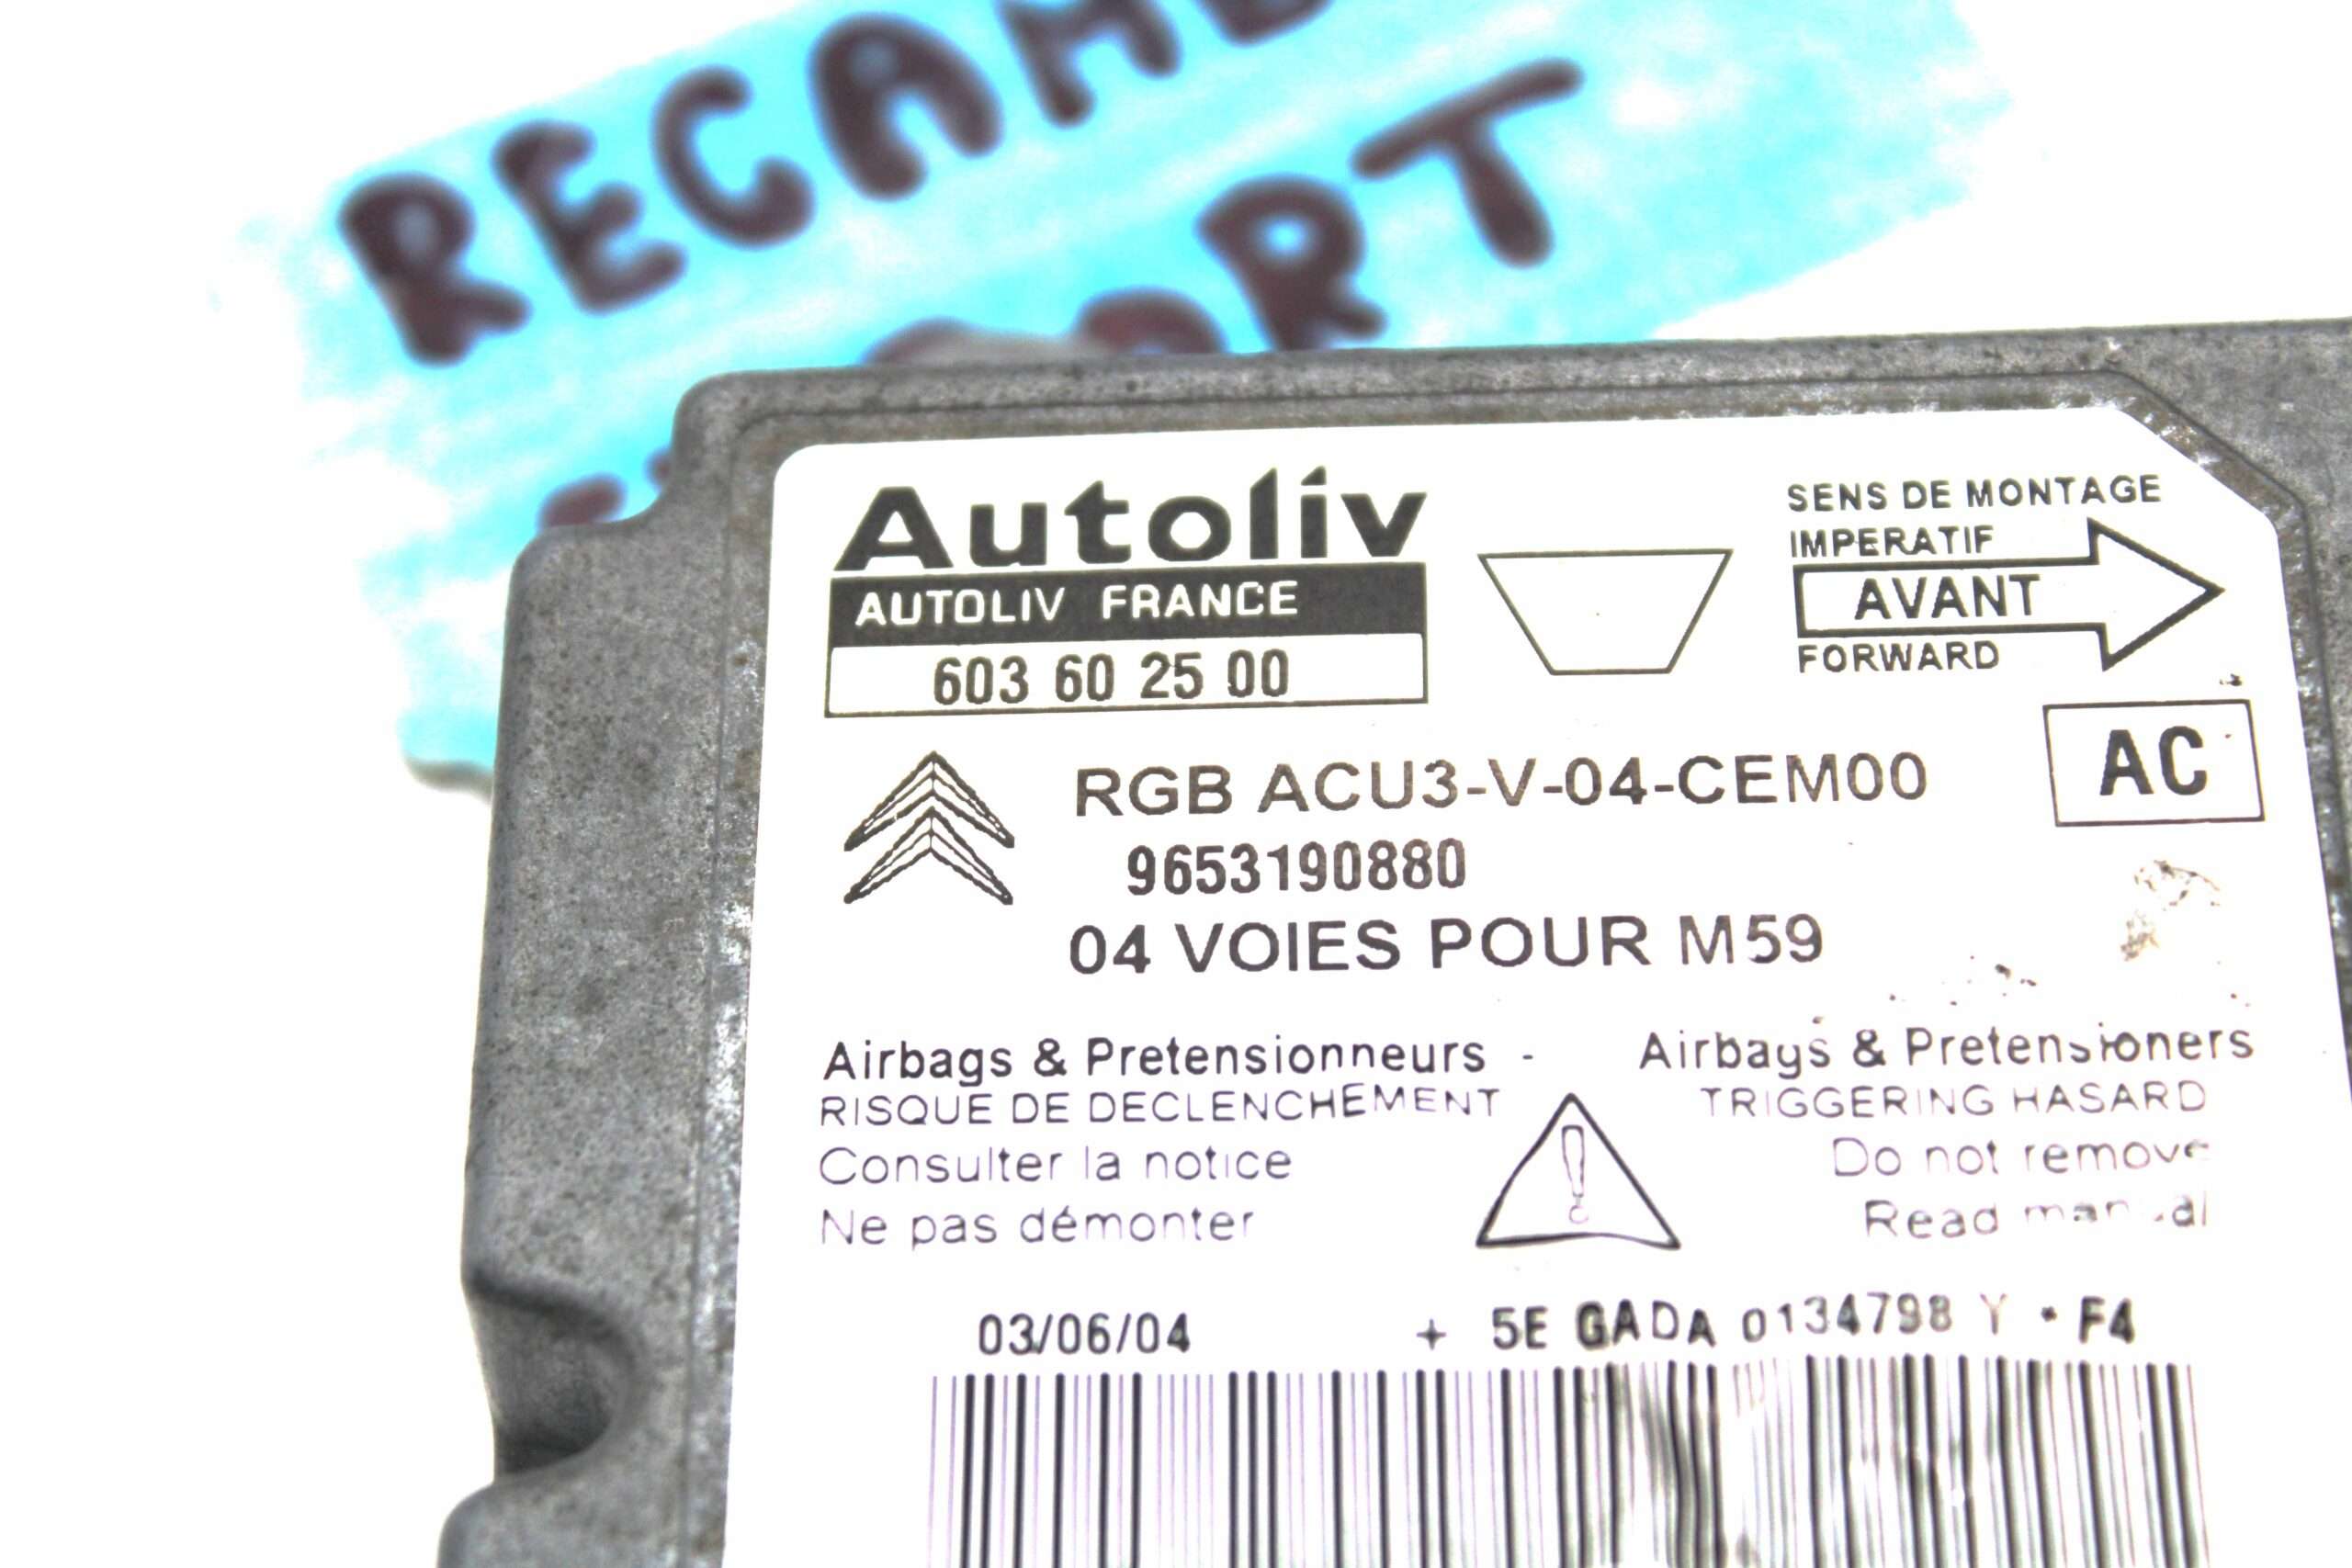 Autoliv
AUTOLIV FRANCE
603 60 25 00
SENS DE MONTAGE
IMPERATIF
AVANT
FORWARD
AC
RGB ACU3-V-04-CEM00
9653190880
04 VOIES POUR M59
Airbags & Pretensionneurs -
RISQUE DE DECLENCHEMENT
Consulter la notice
Ne pas démonter
Airbags & Pretensioners
TRIGGERING HASARD
Do not remove
Read manual
03/06/04 + 5E GADA 0134798 Y * F4